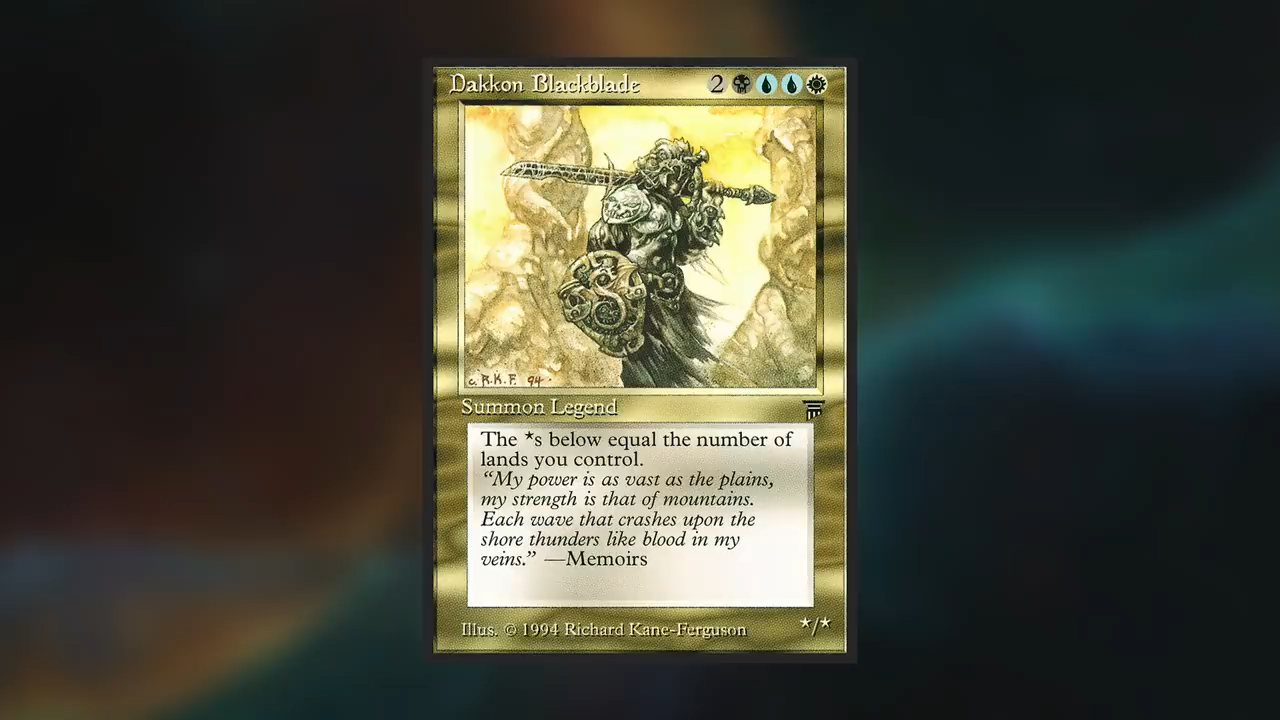 Dakkon Blackblade 2
c. R.K.F. 94
Summon Legend
The *s below equal the number of
lands you control.
“My power is as vast as the plains,
my strength is that of mountains.
Each wave that crashes upon the
shore thunders like blood in my
veins.” —Memoirs
Illus. © 1994 Richard Kane-Ferguson
*/*